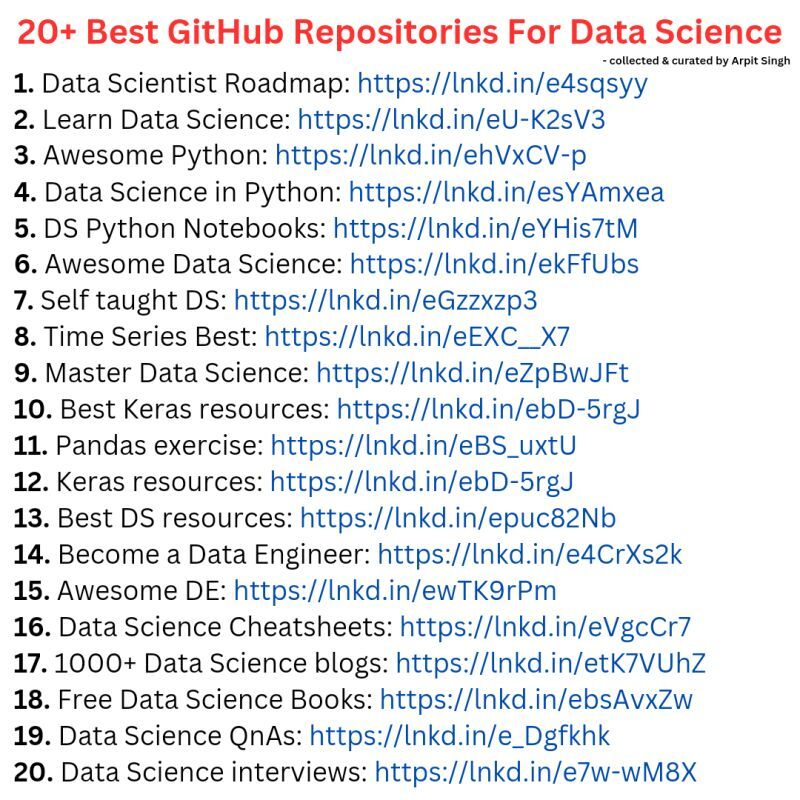 20+ Best GitHub Repositories For Data Science
- collected & curated by Arpit Singh
1. Data Scientist Roadmap: https://lnkd.in/e4sqsyy
2. Learn Data Science: https://lnkd.in/eU-K2sV3
3. Awesome Python: https://lnkd.in/ehVxCV-p
4. Data Science in Python: https://lnkd.in/esYAmxea
5. DS Python Notebooks: https://lnkd.in/eYHis7tM
6. Awesome Data Science: https://lnkd.in/ekFfUbs
7. Self taught DS: https://lnkd.in/eGzzxzp3
8. Time Series Best: https://lnkd.in/eEXC__X7
9. Master Data Science: https://lnkd.in/eZpBwJFt
10. Best Keras resources: https://lnkd.in/ebD-5rgJ
11. Pandas exercise: https://lnkd.in/eBS_uxtU
12. Keras resources: https://lnkd.in/ebD-5rgJ
13. Best DS resources: https://lnkd.in/epuc82Nb
14. Become a Data Engineer: https://lnkd.in/e4CrXs2k
15. Awesome DE: https://lnkd.in/ewTK9rPm
16. Data Science Cheatsheets: https://lnkd.in/eVgcCr7
17. 1000+ Data Science blogs: https://lnkd.in/etK7VUhZ
18. Free Data Science Books: https://lnkd.in/ebsAvxZw
19. Data Science QnAs: https://lnkd.in/e_Dgfkhk
20. Data Science interviews: https://lnkd.in/e7w-wM8X